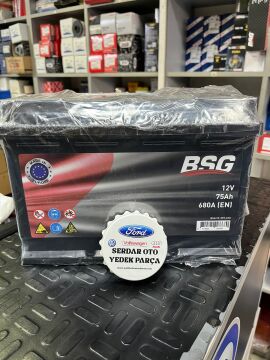 BSG
12V
75Ah
680A (EN)
Ford
Volkswagen
SERDAR OTO
YEDEK PARÇA